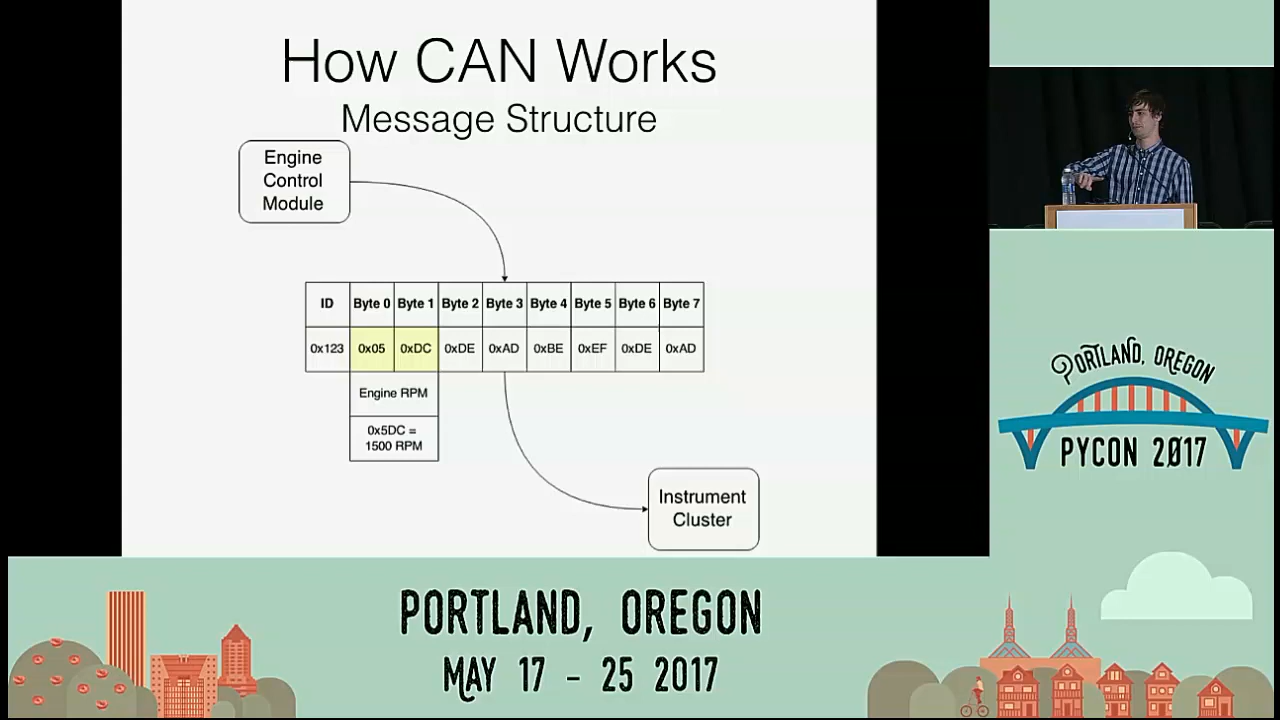 How CAN Works
Message Structure
Engine
Control
Module
ID Byte 0 Byte 1 Byte 2 Byte 3 Byte 4 Byte 5 Byte 6 Byte 7
0x123 0x05 0xDC 0xDE 0xAD 0xBE 0xEF 0xDE 0xAD
Engine RPM
0x5DC =
1500 RPM
Instrument
Cluster
PORTLAND, OREGON
PYCON 2017
PORTLAND, OREGON
MAY 17 - 25 2017